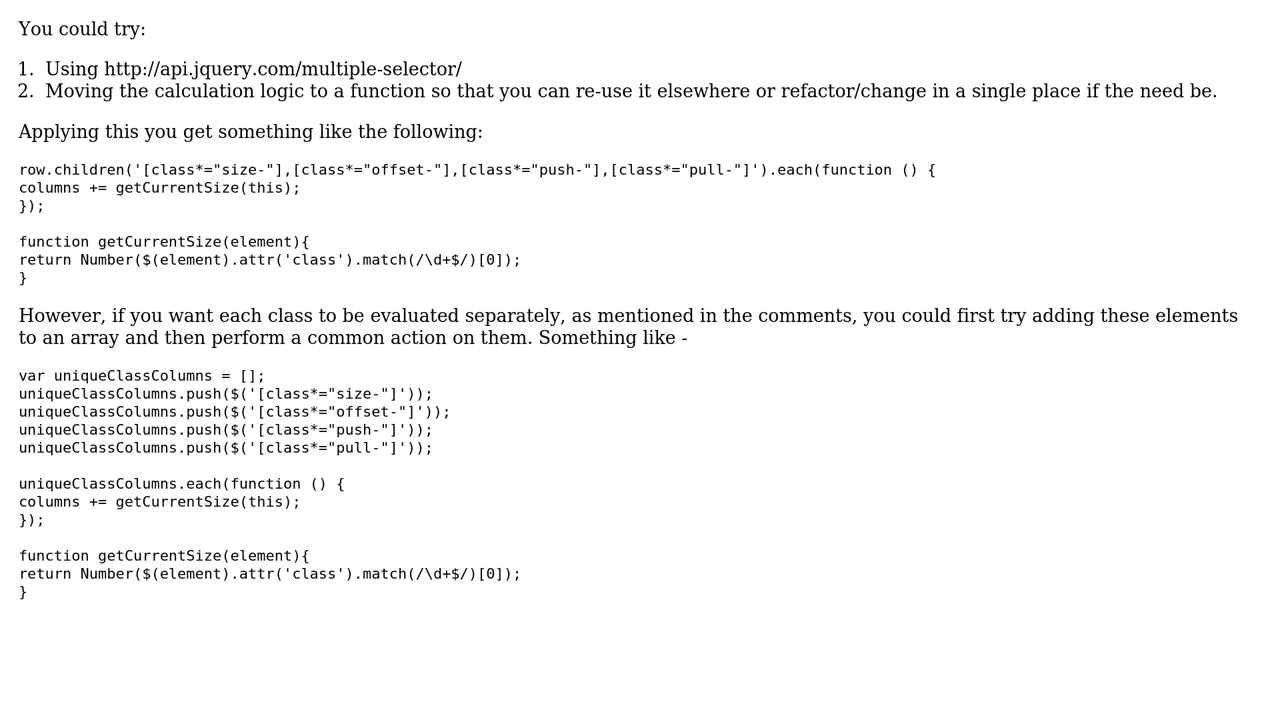 You could try:
1. Using http://api.jquery.com/multiple-selector/
2. Moving the calculation logic to a function so that you can re-use it elsewhere or refactor/change in a single place if the need be.
Applying this you get something like the following:
row.children('[class*="size-"],[class*="offset-"],[class*="push-"],[class*="pull-"]').each(function () {
columns += getCurrentSize(this);
});
function getCurrentSize(element){
return Number($(element).attr('class').match(/\d+$/)[0]);
}
However, if you want each class to be evaluated separately, as mentioned in the comments, you could first try adding these elements
to an array and then perform a common action on them. Something like -
var uniqueClassColumns = [];
uniqueClassColumns.push($('[class*="size-"]'));
uniqueClassColumns.push($('[class*="offset-"]'));
uniqueClassColumns.push($('[class*="push-"]'));
uniqueClassColumns.push($('[class*="pull-"]'));
uniqueClassColumns.each(function () {
columns += getCurrentSize(this);
});
function getCurrentSize(element){
return Number($(element).attr('class').match(/\d+$/)[0]);
}